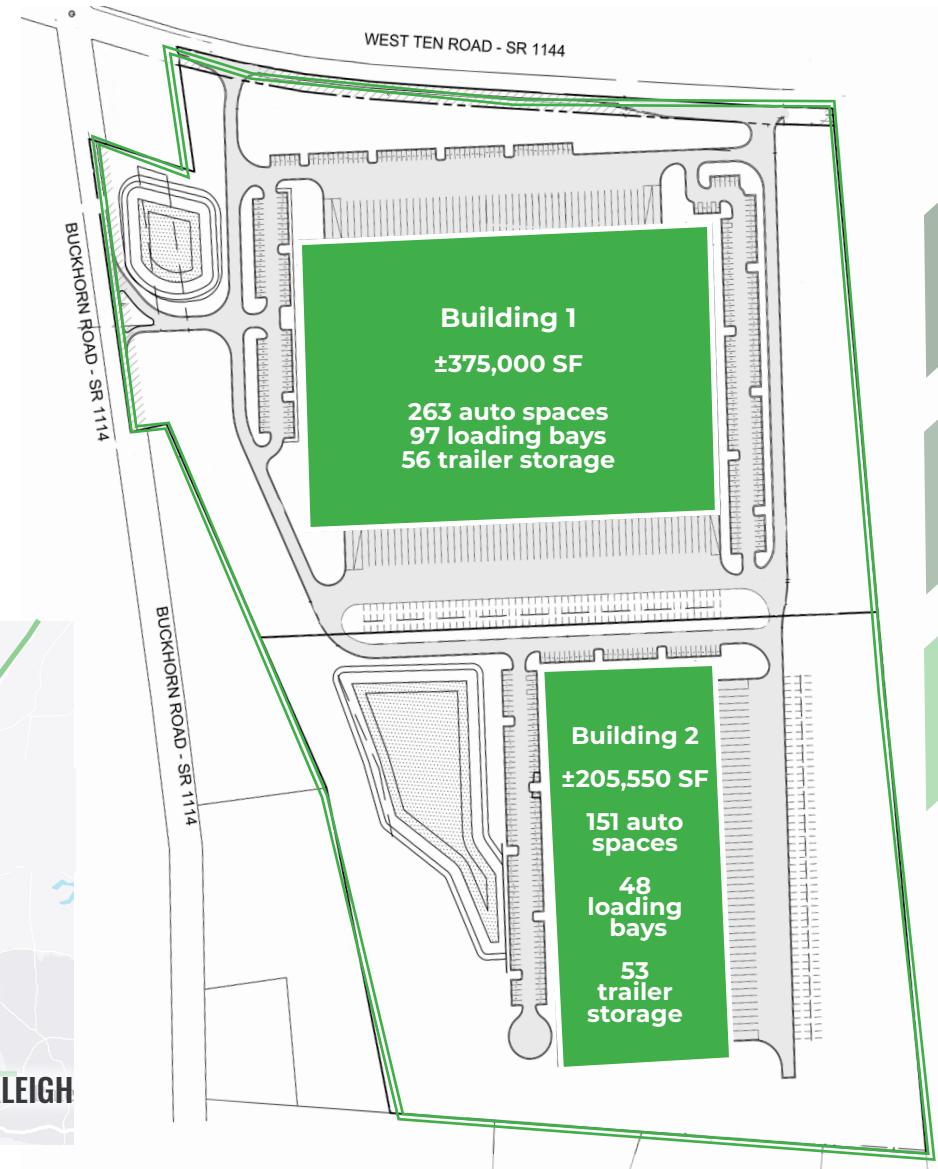 WEST TEN ROAD - SR 1144
BUCKHORN ROAD - SR 1114
Building 1
±375,000 SF
263 auto spaces
97 loading bays
56 trailer storage
BUCKHORN ROAD - SR 1114
Building 2
±205,550 SF
151 auto
spaces
48
loading
bays
53
trailer
storage
LEIGH